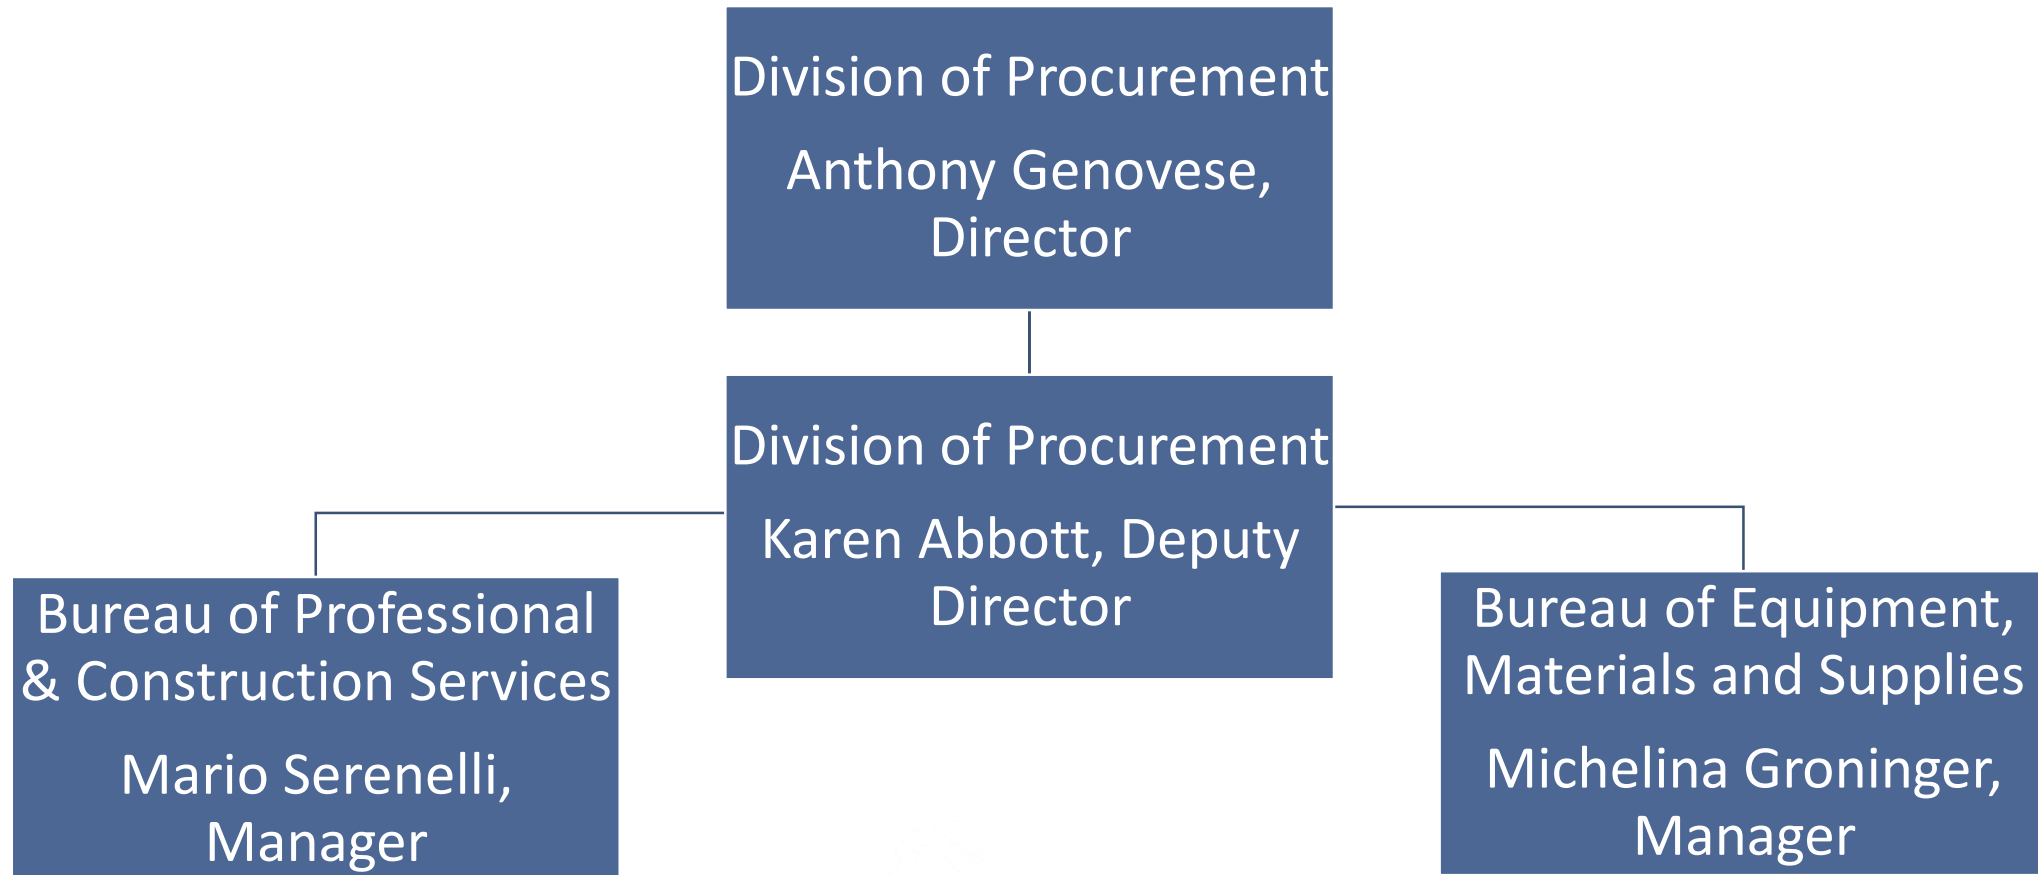 Division of Procurement
Anthony Genovese,
Director
Division of Procurement
Karen Abbott, Deputy
Director
Bureau of Professional
& Construction Services
Mario Serenelli,
Manager
Bureau of Equipment,
Materials and Supplies
Michelina Groninger,
Manager